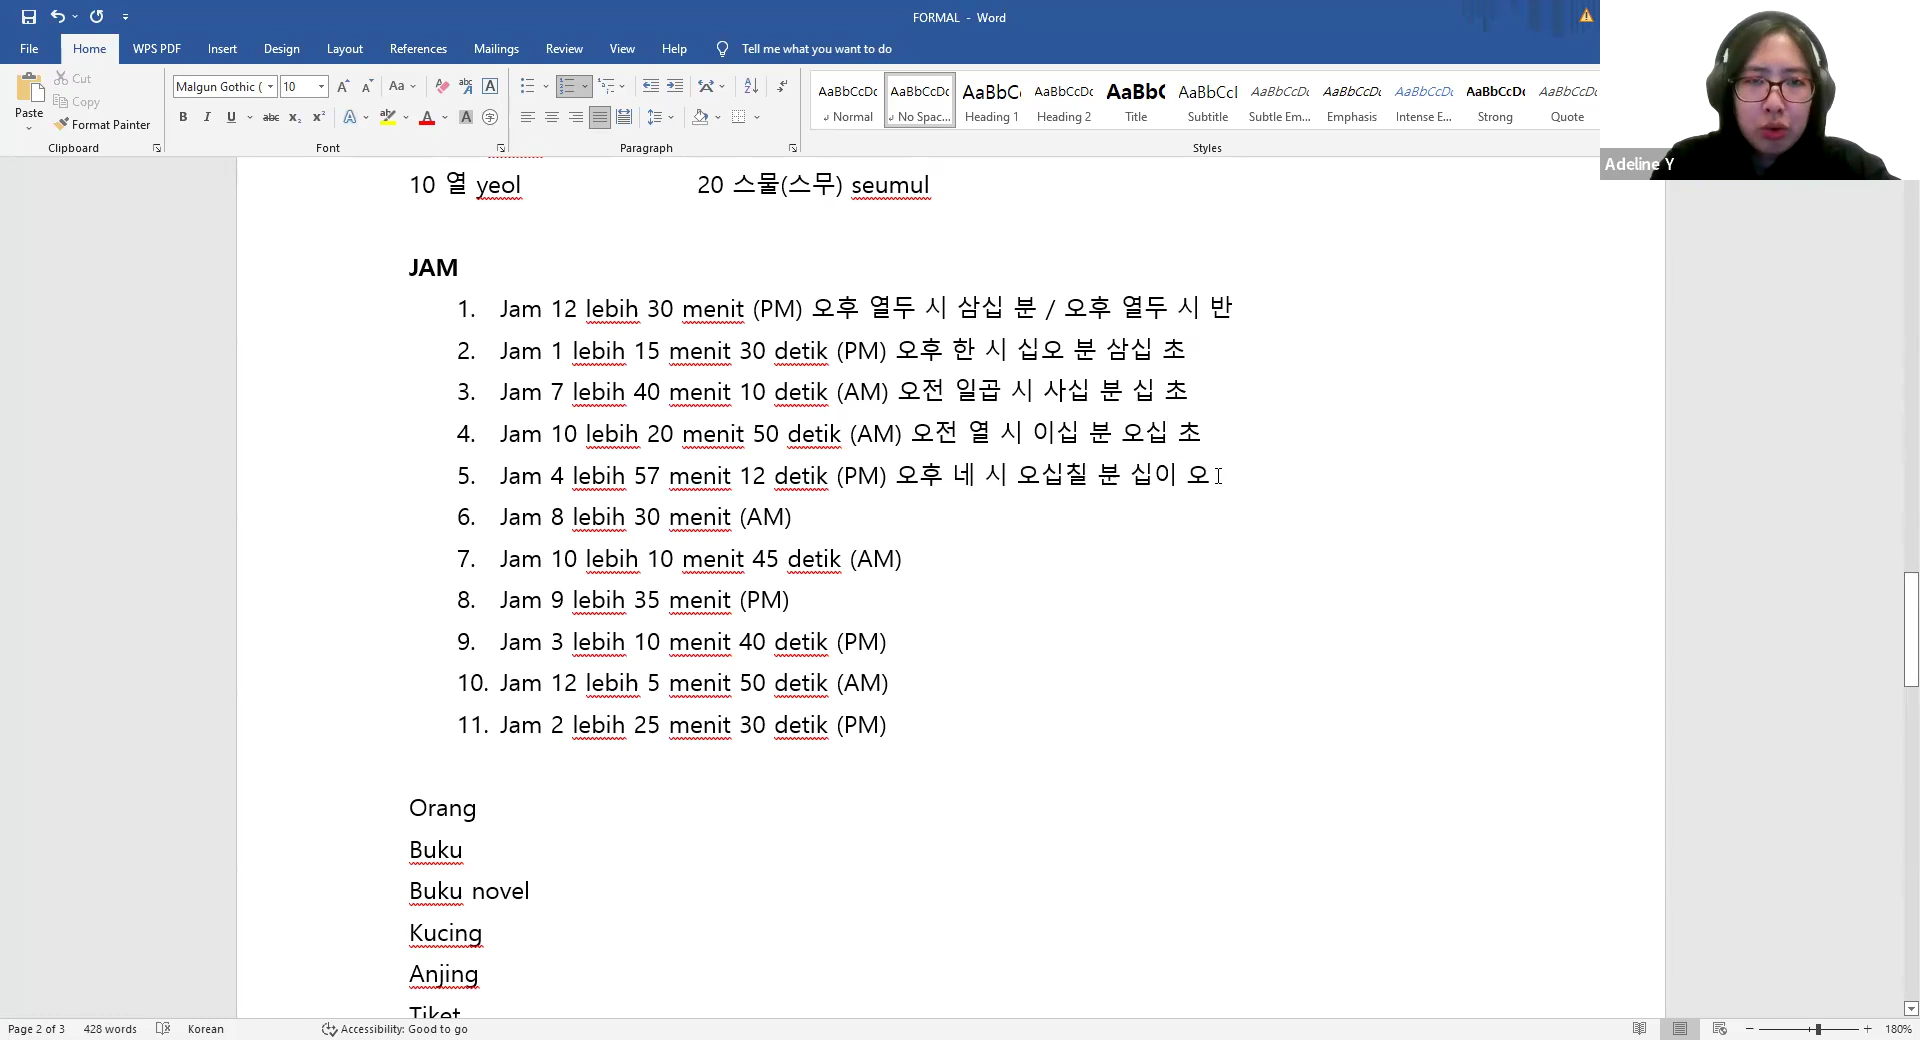 FORMAL - Word
File Home WPS PDF Insert Design Layout References Mailings Review View Help Tell me what you want to do
Paste Cut Copy Format Painter
Malgun Gothic ( 10
AaBbCcDc Normal
AaBbCcDc No Spac...
AaBbC Heading 1
AaBbCcDc Heading 2
AaBbC Title
AaBbCcI Subtitle
AaBbCcDc Subtle Em...
AaBbCcDc Emphasis
AaBbCcDc Intense E...
AaBbCcDc Strong
AaBbCcDc Quote
Clipboard Font Paragraph Styles
Adeline Y
10 열 yeol 20 스물(스무) seumul
JAM
1. Jam 12 lebih 30 menit (PM) 오후 열두 시 삼십 분 / 오후 열두 시 반
2. Jam 1 lebih 15 menit 30 detik (PM) 오후 한 시 십오 분 삼십 초
3. Jam 7 lebih 40 menit 10 detik (AM) 오전 일곱 시 사십 분 십 초
4. Jam 10 lebih 20 menit 50 detik (AM) 오전 열 시 이십 분 오십 초
5. Jam 4 lebih 57 menit 12 detik (PM) 오후 네 시 오십칠 분 십이 오
6. Jam 8 lebih 30 menit (AM)
7. Jam 10 lebih 10 menit 45 detik (AM)
8. Jam 9 lebih 35 menit (PM)
9. Jam 3 lebih 10 menit 40 detik (PM)
10. Jam 12 lebih 5 menit 50 detik (AM)
11. Jam 2 lebih 25 menit 30 detik (PM)
Orang
Buku
Buku novel
Kucing
Anjing
Tiket
Page 2 of 3 428 words Korean Accessibility: Good to go 180%